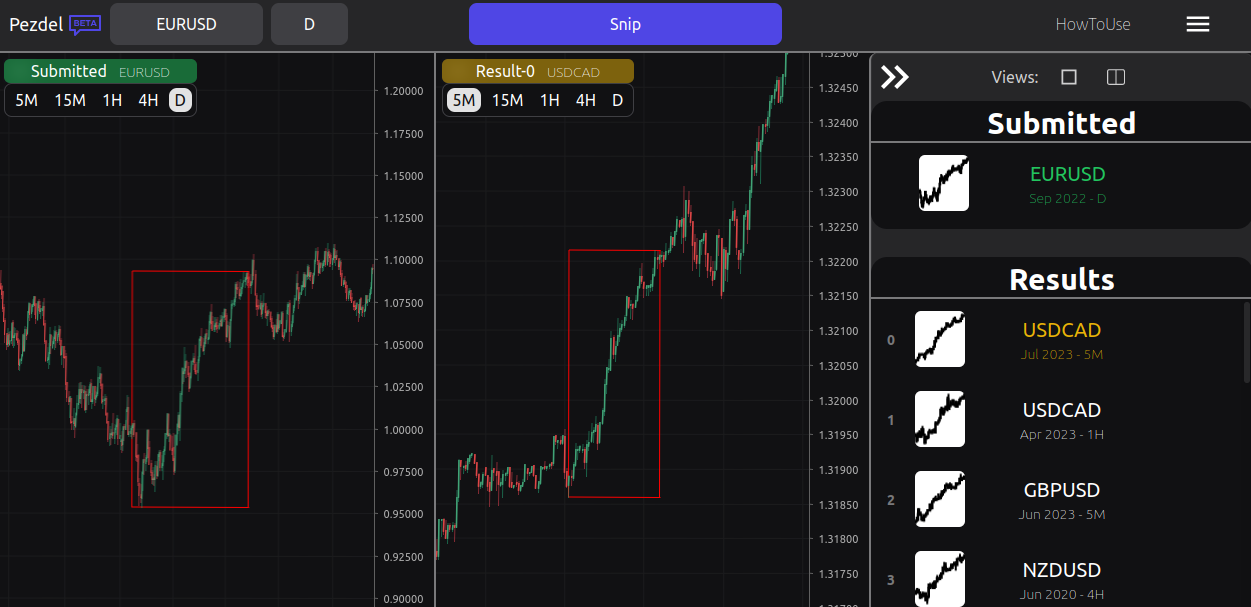 Pezdel BETA EURUSD D Snip HowToUse
Submitted EURUSD
5M 15M 1H 4H D
1.20000
1.17500
1.15000
1.12500
1.10000
1.07500
1.05000
1.02500
1.00000
0.97500
0.95000
0.92500
0.90000
Result-0 USDCAD
5M 15M 1H 4H D
1.32500
1.32450
1.32400
1.32350
1.32300
1.32250
1.32200
1.32150
1.32100
1.32050
1.32000
1.31950
1.31900
1.31850
1.31800
1.31750
1.31700
Views:
Submitted
EURUSD
Sep 2022 - D
Results
0
USDCAD
Jul 2023 - 5M
1
USDCAD
Apr 2023 - 1H
2
GBPUSD
Jun 2023 - 5M
3
NZDUSD
Jun 2020 - 4H